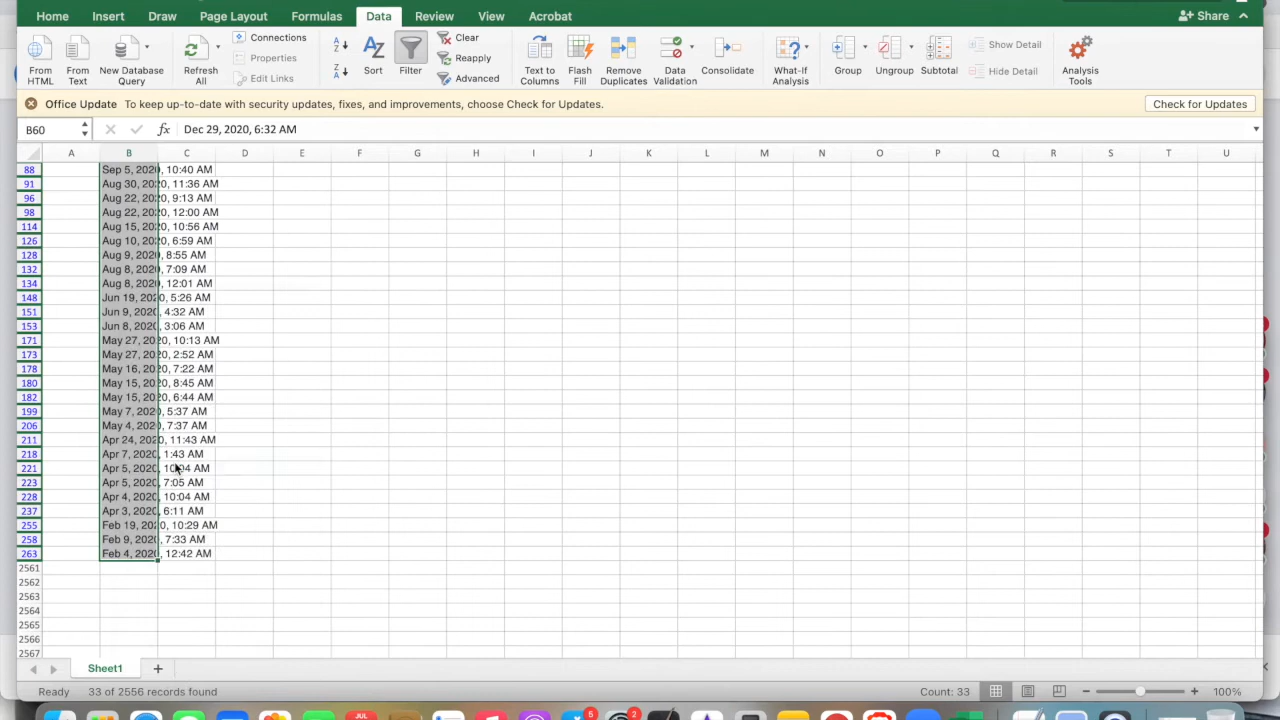 Home Insert Draw Page Layout Formulas Data Review View Acrobat Share
From HTML From Text New Database Query Refresh All Connections Properties Edit Links Sort Filter Clear Reapply Advanced Text to Columns Flash Fill Remove Duplicates Data Validation Consolidate What-If Analysis Group Ungroup Subtotal Show Detail Hide Detail Analysis Tools
Office Update To keep up-to-date with security updates, fixes, and improvements, choose Check for Updates. Check for Updates
B60 fx Dec 29, 2020, 6:32 AM
A B C D E F G H I J K L M N O P Q R S T U
88 Sep 5, 2020, 10:40 AM
91 Aug 30, 2020, 11:36 AM
96 Aug 22, 2020, 9:13 AM
98 Aug 22, 2020, 12:00 AM
114 Aug 15, 2020, 10:56 AM
126 Aug 10, 2020, 6:59 AM
128 Aug 9, 2020, 8:55 AM
132 Aug 8, 2020, 7:09 AM
134 Aug 8, 2020, 12:01 AM
148 Jun 19, 2020, 5:26 AM
151 Jun 9, 2020, 4:32 AM
153 Jun 8, 2020, 3:06 AM
171 May 27, 2020, 10:13 AM
173 May 27, 2020, 2:52 AM
178 May 16, 2020, 7:22 AM
180 May 15, 2020, 8:45 AM
182 May 15, 2020, 6:44 AM
199 May 7, 2020, 5:37 AM
206 May 4, 2020, 7:37 AM
211 Apr 24, 2020, 11:43 AM
218 Apr 7, 2020, 1:43 AM
221 Apr 5, 2020, AM
223 Apr 5, 2020, 7:05 AM
228 Apr 4, 2020, 10:04 AM
237 Apr 3, 2020, 6:11 AM
255 Feb 19, 2020, 10:29 AM
258 Feb 9, 2020, 7:33 AM
263 Feb 4, 2020, 12:42 AM
2561
2562
2563
2564
2565
2566
2567
Sheet1
Ready 33 of 2556 records found Count: 33 100%
JUL 5 2